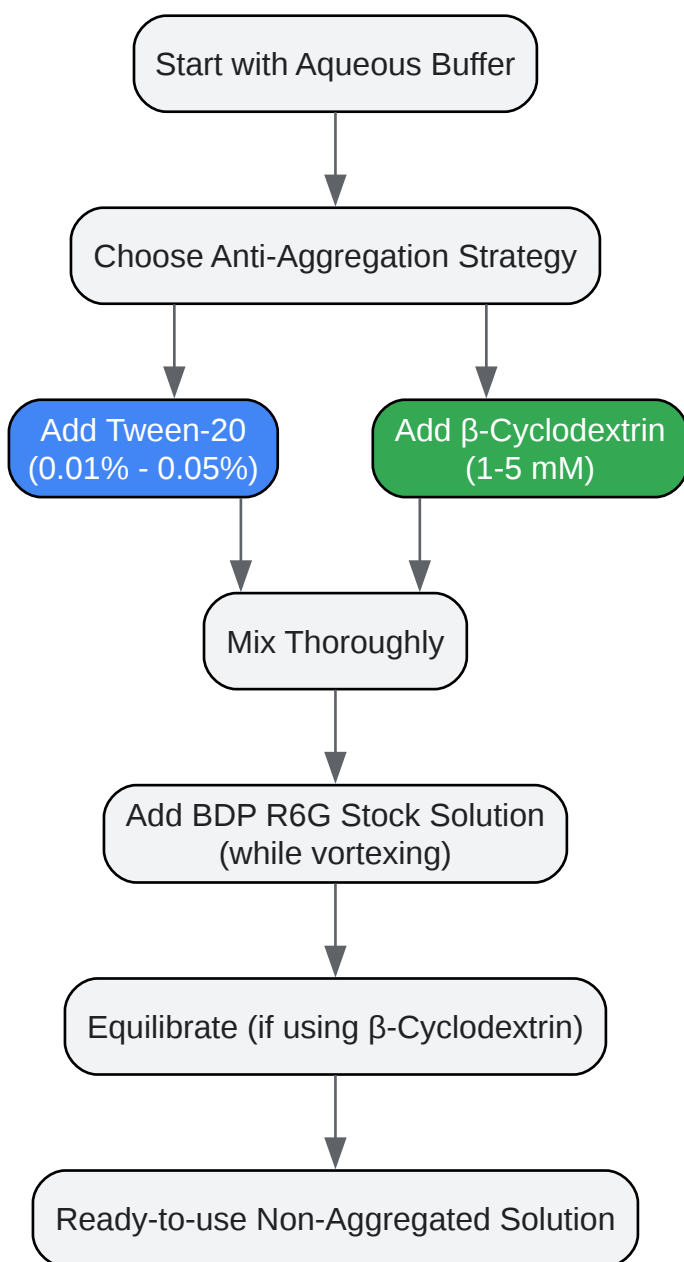 Start with Aqueous Buffer
Choose Anti-Aggregation Strategy
Add Tween-20
(0.01% - 0.05%)
Add β-Cyclodextrin
(1-5 mM)
Mix Thoroughly
Add BDP R6G Stock Solution
(while vortexing)
Equilibrate (if using β-Cyclodextrin)
Ready-to-use Non-Aggregated Solution